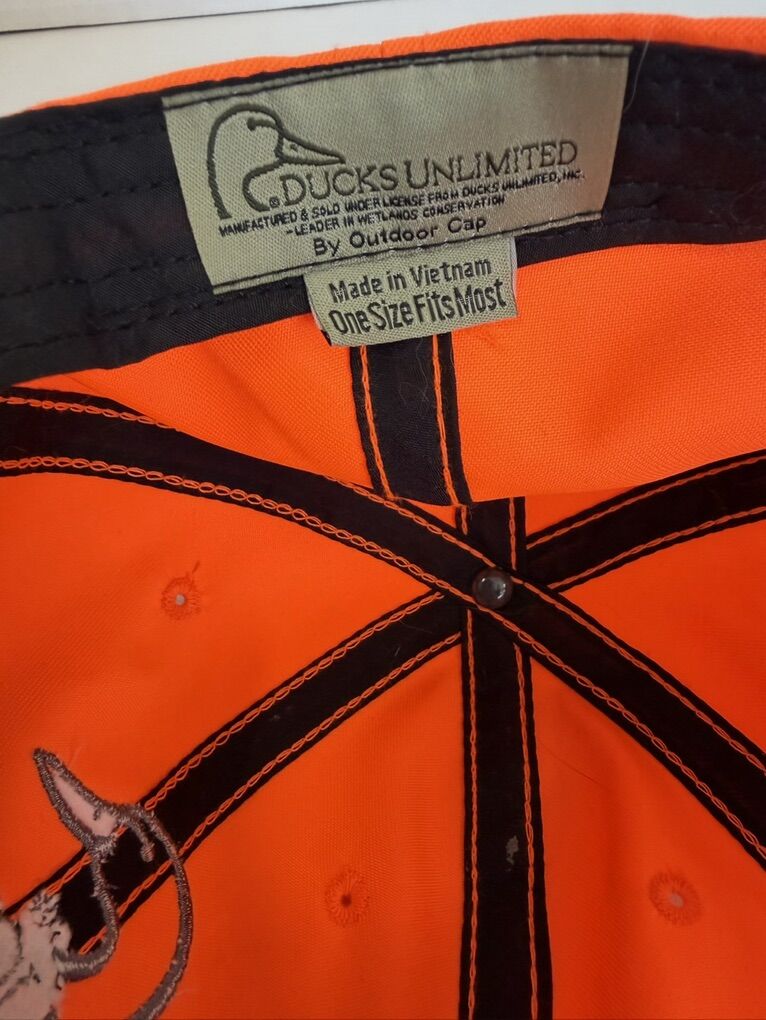 ®DUCKS UNLIMITED
MANUFACTURED & SOLD UNDER LICENSE FROM DUCKS UNLIMITED, INC.
-LEADER IN WETLANDS CONSERVATION
By Outdoor Cap
Made in Vietnam
One Size Fits Most